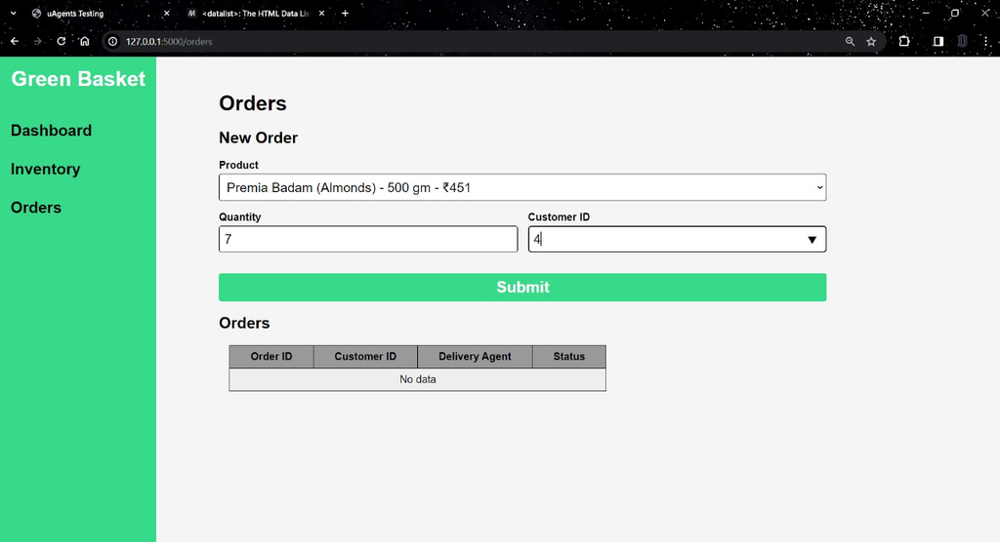 uAgents Testing
<datalist>: The HTML Data Lis
127.0.0.1:5000/orders
Green Basket
Dashboard
Inventory
Orders
Orders
New Order
Product
Premia Badam (Almonds) - 500 gm - ₹451
Quantity Customer ID
7 4
Submit
Orders
Order ID Customer ID Delivery Agent Status
No data